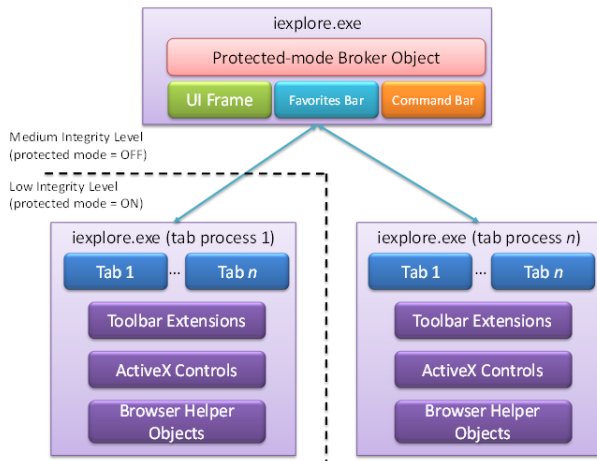 iexplore.exe
Protected-mode Broker Object
UI Frame
Favorites Bar
Command Bar
Medium Integrity Level
(protected mode = OFF)
Low Integrity Level
(protected mode = ON)
iexplore.exe (tab process 1)
Tab 1
...
Tab n
Toolbar Extensions
ActiveX Controls
Browser Helper
Objects
iexplore.exe (tab process n)
Tab 1
...
Tab n
Toolbar Extensions
ActiveX Controls
Browser Helper
Objects